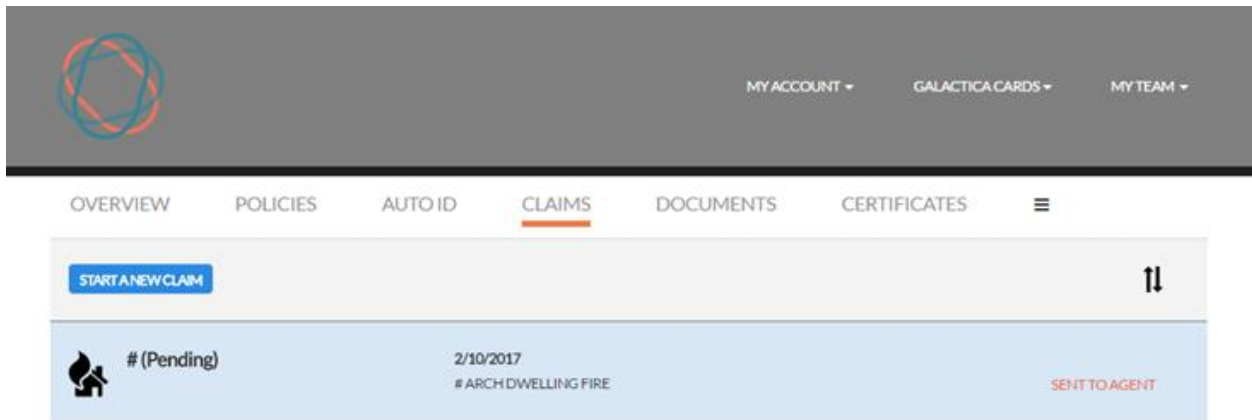 MY ACCOUNT GALACTICA CARDS MY TEAM
OVERVIEW POLICIES AUTO ID CLAIMS DOCUMENTS CERTIFICATES
START A NEW CLAIM
# (Pending) 2/10/2017
# ARCH DWELLING FIRE
SENT TO AGENT